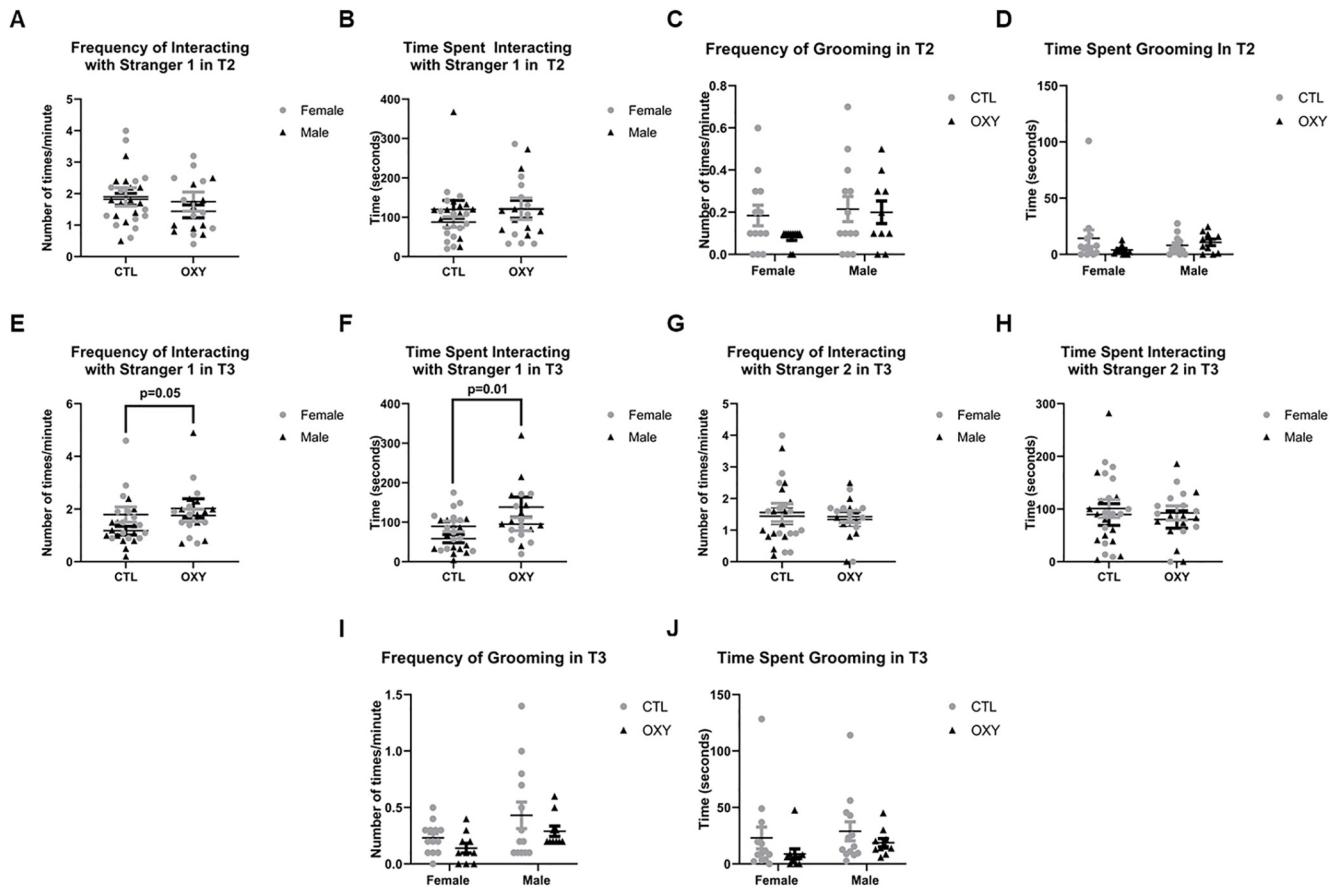 A
Frequency of Interacting
with Stranger 1 in T2
Number of times/minute
5
4
3
2
1
0
CTL
OXY
Female
Male
B
Time Spent Interacting
with Stranger 1 in T2
Time (seconds)
400
300
200
100
0
CTL
OXY
Female
Male
C
Frequency of Grooming in T2
Number of times/minute
0.8
0.6
0.4
0.2
0.0
Female
Male
CTL
OXY
D
Time Spent Grooming In T2
Time (seconds)
150
100
50
0
Female
Male
CTL
OXY
E
Frequency of Interacting
with Stranger 1 in T3
p=0.05
Number of times/minute
6
4
2
0
CTL
OXY
Female
Male
F
Time Spent Interacting
with Stranger 1 in T3
p=0.01
Time (seconds)
400
300
200
100
0
CTL
OXY
Female
Male
G
Frequency of Interacting
with Stranger 2 in T3
Number of times/minute
5
4
3
2
1
0
CTL
OXY
Female
Male
H
Time Spent Interacting
with Stranger 2 in T3
Time (seconds)
300
200
100
0
CTL
OXY
Female
Male
I
Frequency of Grooming in T3
Number of times/minute
1.5
1.0
0.5
0.0
Female
Male
CTL
OXY
J
Time Spent Grooming in T3
Time (seconds)
150
100
50
0
Female
Male
CTL
OXY